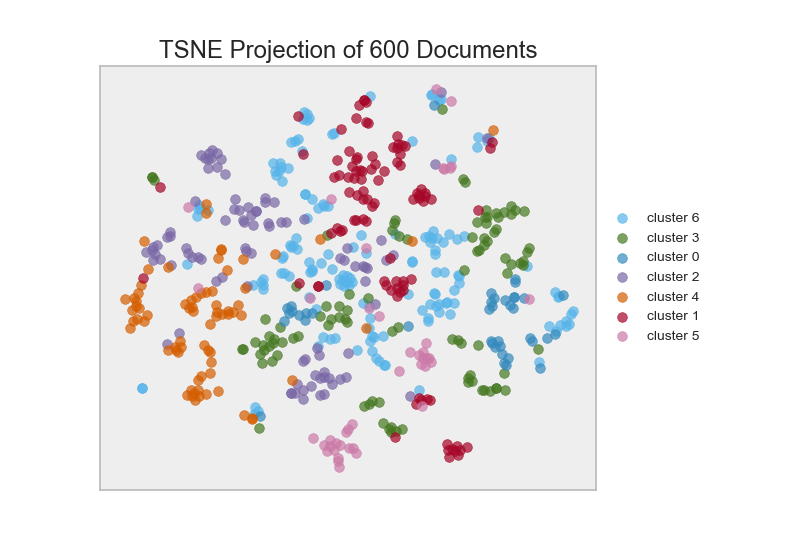 TSNE Projection of 600 Documents
cluster 6
cluster 3
cluster 0
cluster 2
cluster 4
cluster 1
cluster 5